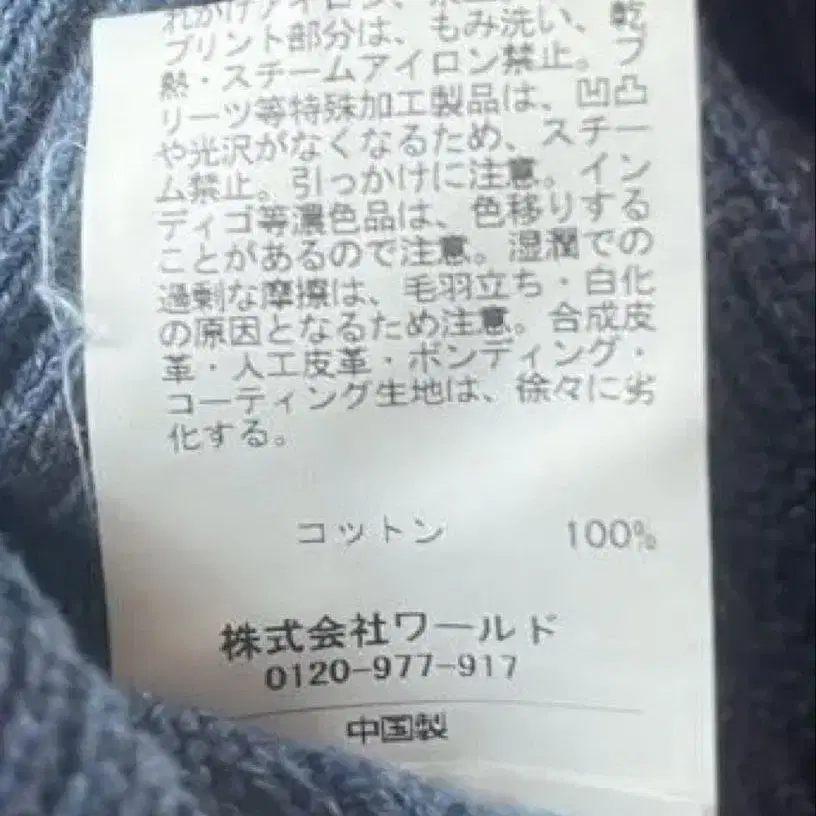 れかけアイロン、
プリント部分は、もみ洗い、乾
熱・スチームアイロン禁止。プ
リーツ等特殊加工製品は、凹凸
や光沢がなくなるため、スチー
ム禁止。引っかけに注意。イン
ディゴ等濃色品は、色移りする
ことがあるので注意。湿潤での
過剰な摩擦は、毛羽立ち・白化
の原因となるため注意。合成皮
革・人工皮革・ボンディング・
コーティング生地は、徐々に劣
化する。
コットン 100%
株式会社ワールド
0120-977-917
中国製